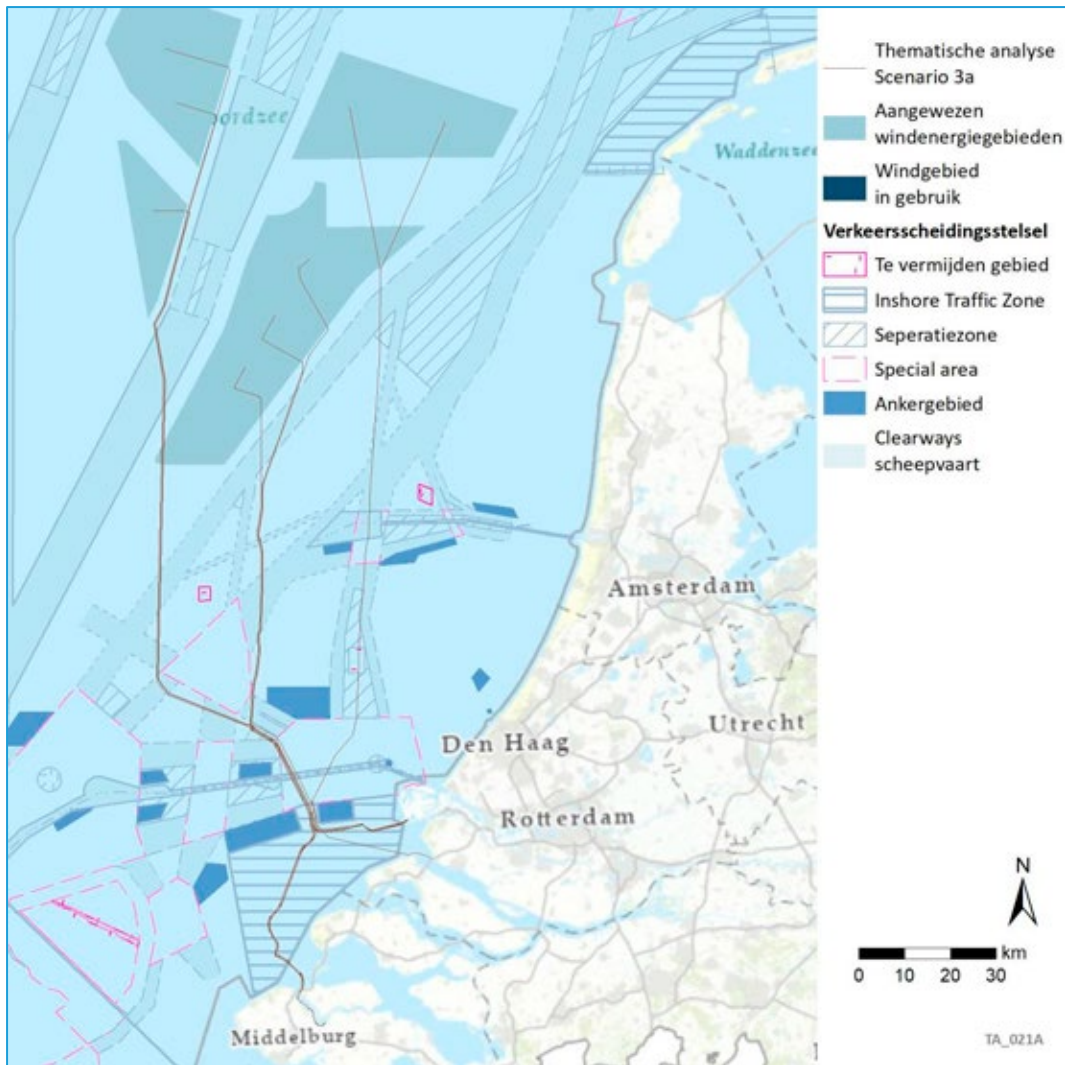 Thematische analyse
Scenario 3a
Aangewezen
windenergiegebieden
Windgebied
in gebruik
Verkeersscheidingsstelsel
Te vermijden gebied
Inshore Traffic Zone
Seperatiezone
Special area
Ankergebied
Clearways
scheepvaart
oordzee
Waddenzee
Amsterdam
Utrecht
Den Haag
Rotterdam
Middelburg
N
km
0 10 20 30
TA_021A